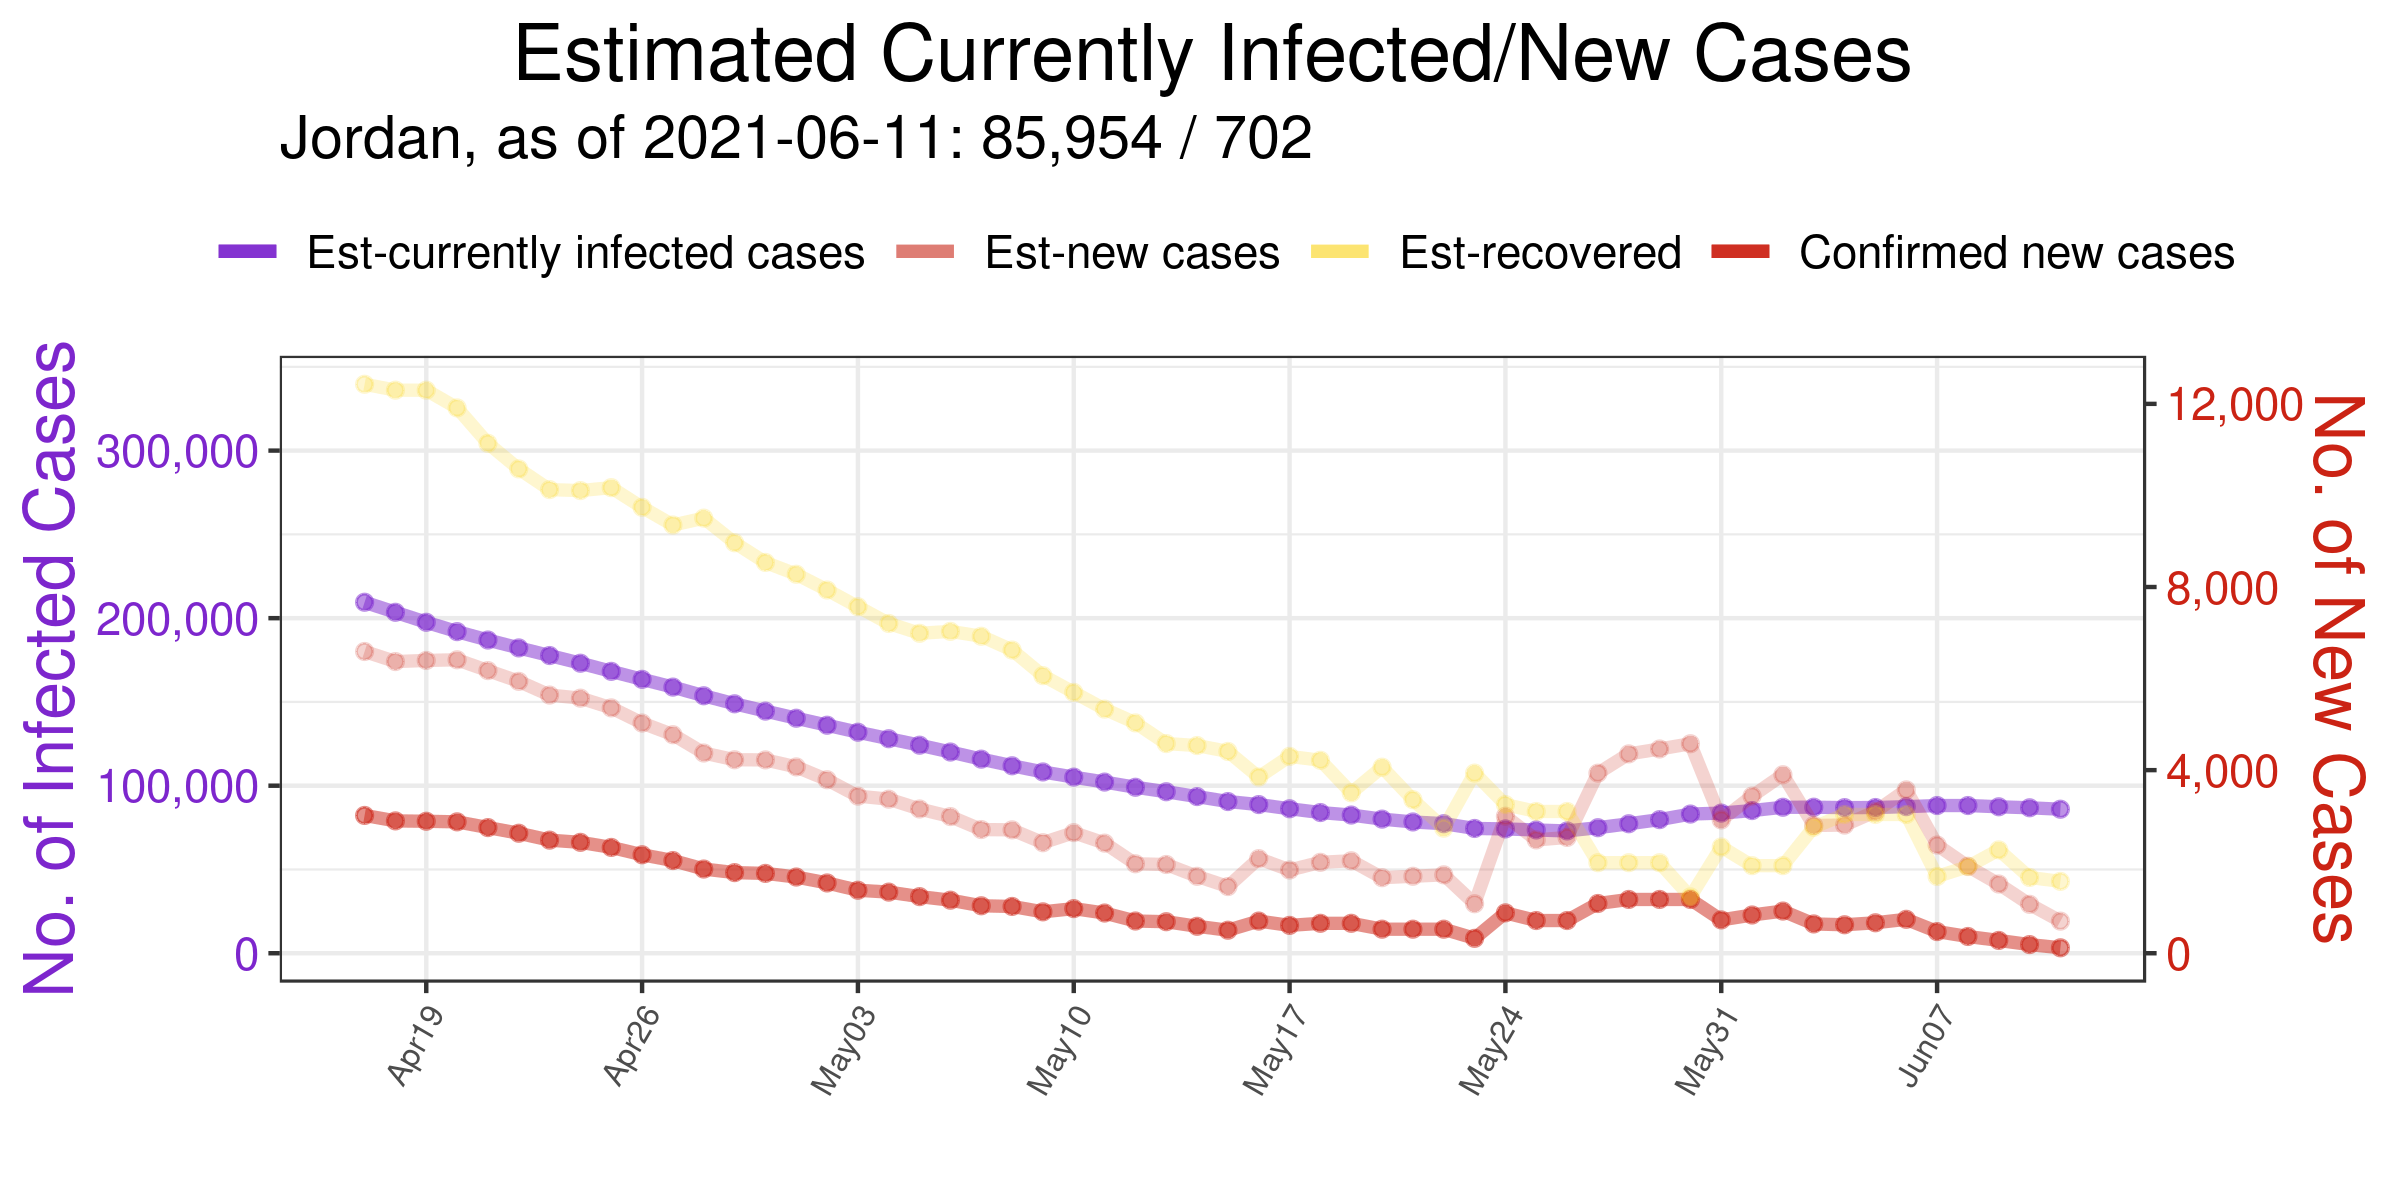 Estimated Currently Infected/New Cases
Jordan, as of 2021-06-11: 85,954 / 702
Est-currently infected cases Est-new cases Est-recovered Confirmed new cases
No. of Infected Cases
300,000
200,000
100,000
0
12,000
8,000
4,000
0
No. of New Cases
Apr19 Apr26 May03 May10 May17 May24 May31 Jun07